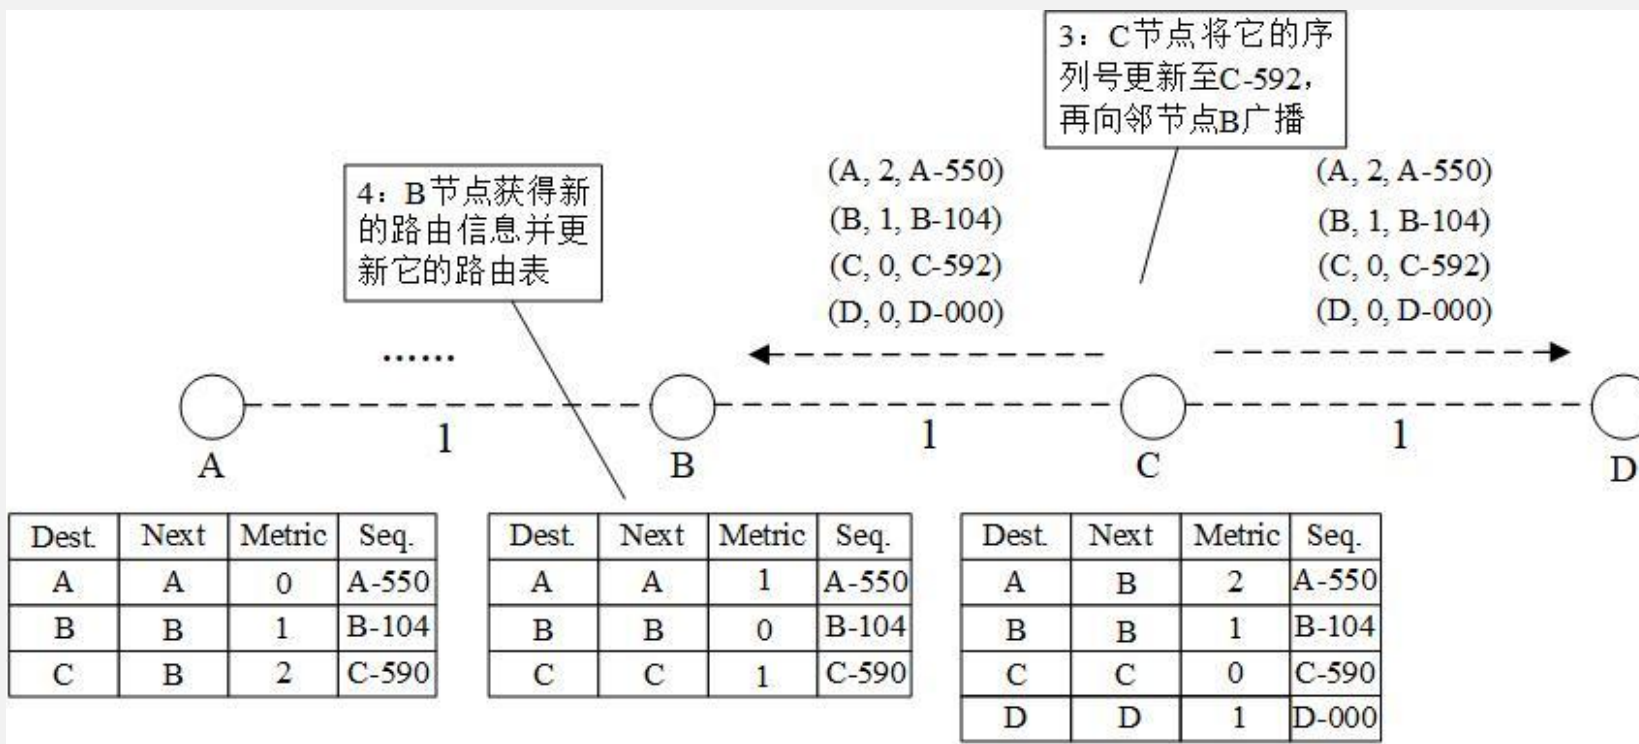 3：C节点将它的序
列号更新至C-592，
再向邻节点B广播
4：B节点获得新
的路由信息并更
新它的路由表
(A, 2, A-550)
(B, 1, B-104)
(C, 0, C-592)
(D, 0, D-000)
(A, 2, A-550)
(B, 1, B-104)
(C, 0, C-592)
(D, 0, D-000)
......
1
1
1
A
B
C
D
Dest. Next Metric Seq.
A A 0 A-550
B B 1 B-104
C B 2 C-590
Dest. Next Metric Seq.
A A 1 A-550
B B 0 B-104
C C 1 C-590
Dest. Next Metric Seq.
A B 2 A-550
B B 1 B-104
C C 0 C-590
D D 1 D-000